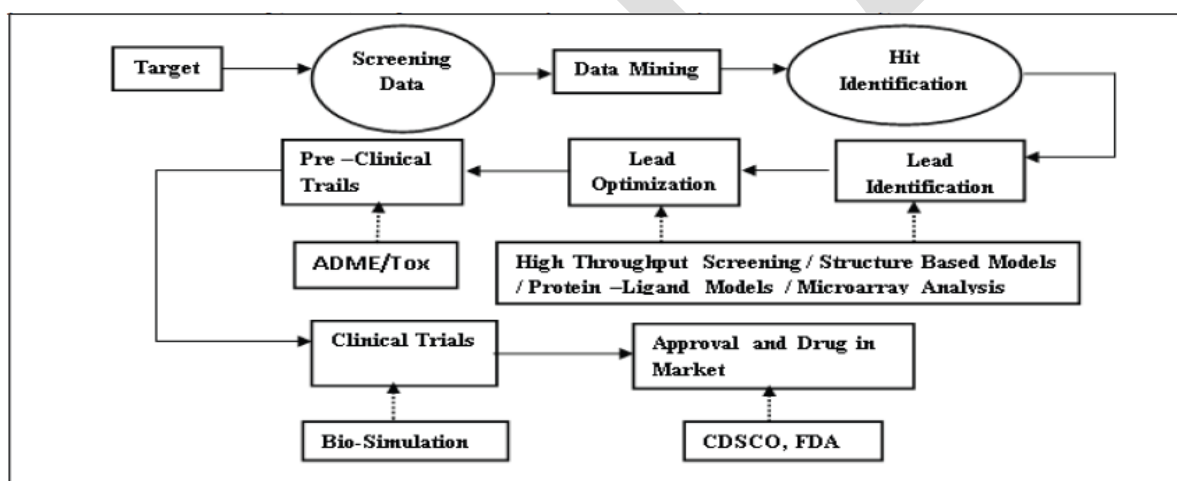 Target
Screening
Data
Data Mining
Hit
Identification
Pre –Clinical
Trails
Lead
Optimization
Lead
Identification
ADME/Tox
High Throughput Screening / Structure Based Models
/ Protein –Ligand Models / Microarray Analysis
Clinical Trials
Approval and Drug in
Market
Bio-Simulation
CDSCO, FDA